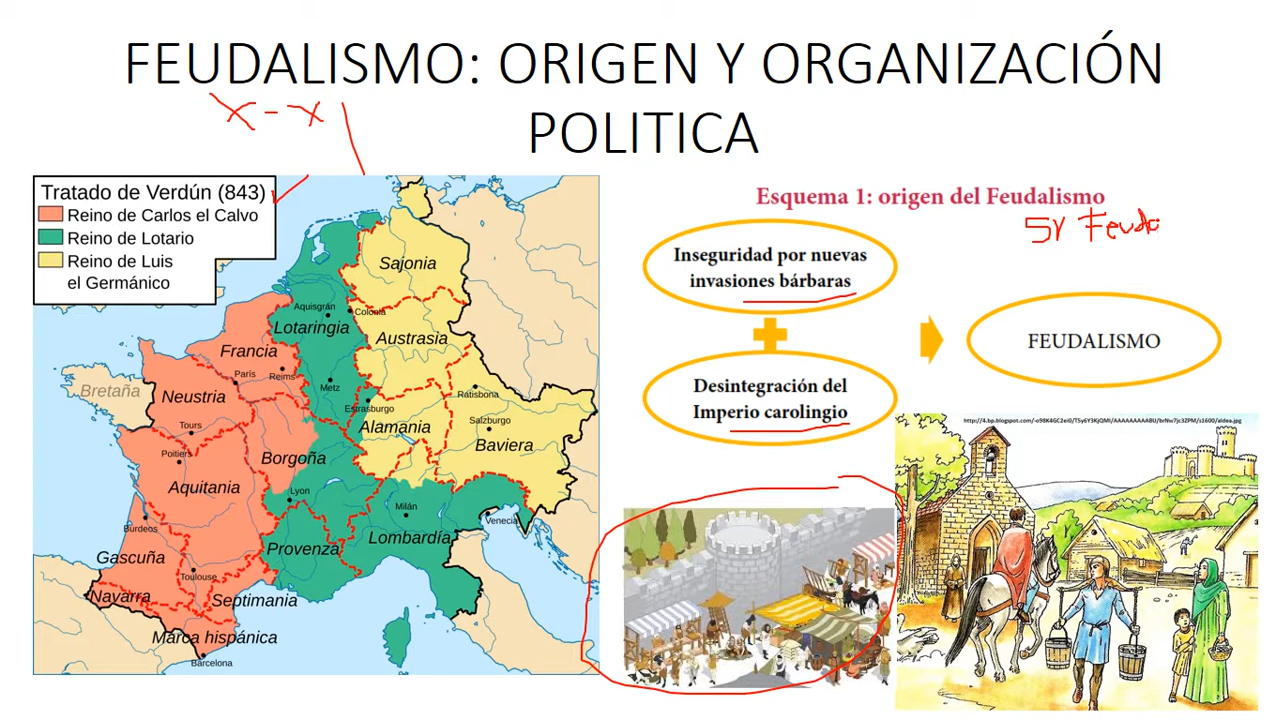 FEUDALISMO: ORIGEN Y ORGANIZACIÓN
POLITICA
X - X
Tratado de Verdún (843)
Reino de Carlos el Calvo
Reino de Lotario
Reino de Luis
el Germánico
Sajonia
Aquisgrán
Colonia
Lotaringia
Austrasia
Francia
París
Reims
Metz
Bretaña
Neustria
Ratisbona
Estrasburgo
Tours
Alamania
Salzburgo
Baviera
Poitiers
Borgoña
Aquitania
Lyon
Milán
Venecia
Burdeos
Lombardía
Provenza
Gascuña
Toulouse
Navarra
Septimania
Marca hispánica
Barcelona
Esquema 1: origen del Feudalismo
Feuda
Inseguridad por nuevas
invasiones bárbaras
FEUDALISMO
Desintegración del
Imperio carolingio